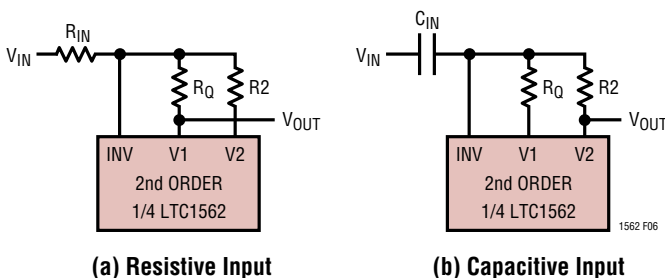 R_IN
V_IN
R_Q
R2
V_OUT
INV V1 V2
2nd ORDER
1/4 LTC1562
(a) Resistive Input
C_IN
V_IN
R_Q
R2
V_OUT
INV V1 V2
2nd ORDER
1/4 LTC1562
1562 F06
(b) Capacitive Input